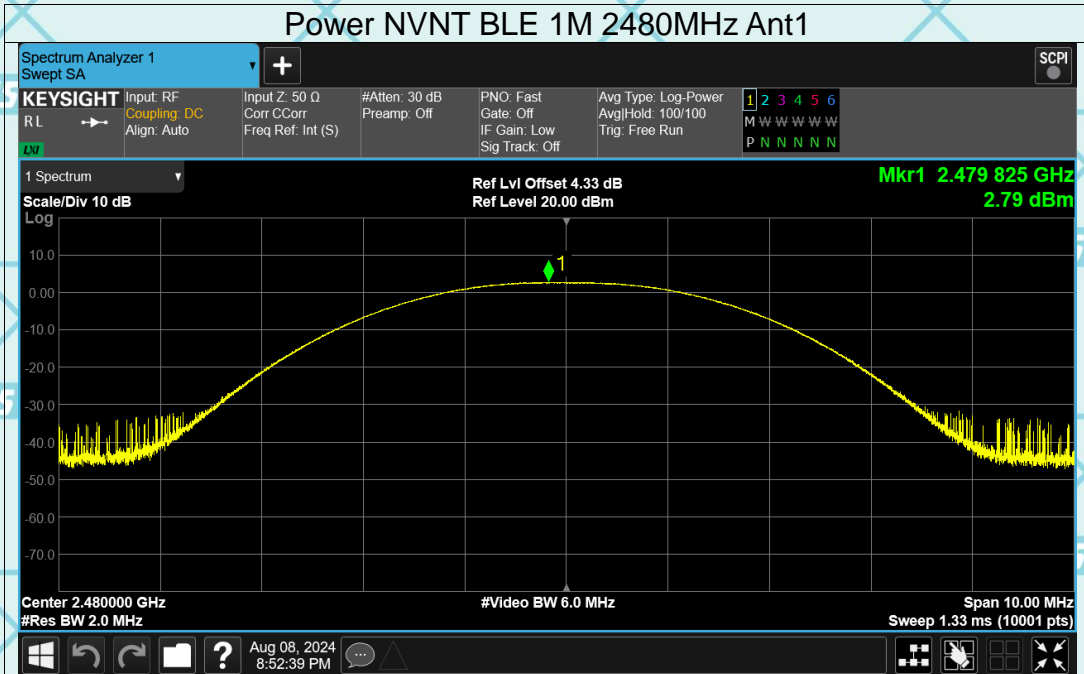 Power NVNT BLE 1M 2480MHz Ant1
Spectrum Analyzer 1
Swept SA
+
SCPI
KEYSIGHT
R L
LXI
Input: RF
Coupling: DC
Align: Auto
Input Z: 50 Ω
Corr CCorr
Freq Ref: Int (S)
#Atten: 30 dB
Preamp: Off
PNO: Fast
Gate: Off
IF Gain: Low
Sig Track: Off
Avg Type: Log-Power
Avg|Hold: 100/100
Trig: Free Run
1 2 3 4 5 6
M W W W W W
P N N N N N
1 Spectrum
Scale/Div 10 dB
Log
Ref Lvl Offset 4.33 dB
Ref Level 20.00 dBm
Mkr1 2.479 825 GHz
2.79 dBm
1
10.0
0.00
-10.0
-20.0
-30.0
-40.0
-50.0
-60.0
-70.0
Center 2.480000 GHz
#Res BW 2.0 MHz
#Video BW 6.0 MHz
Span 10.00 MHz
Sweep 1.33 ms (10001 pts)
?
Aug 08, 2024
8:52:39 PM